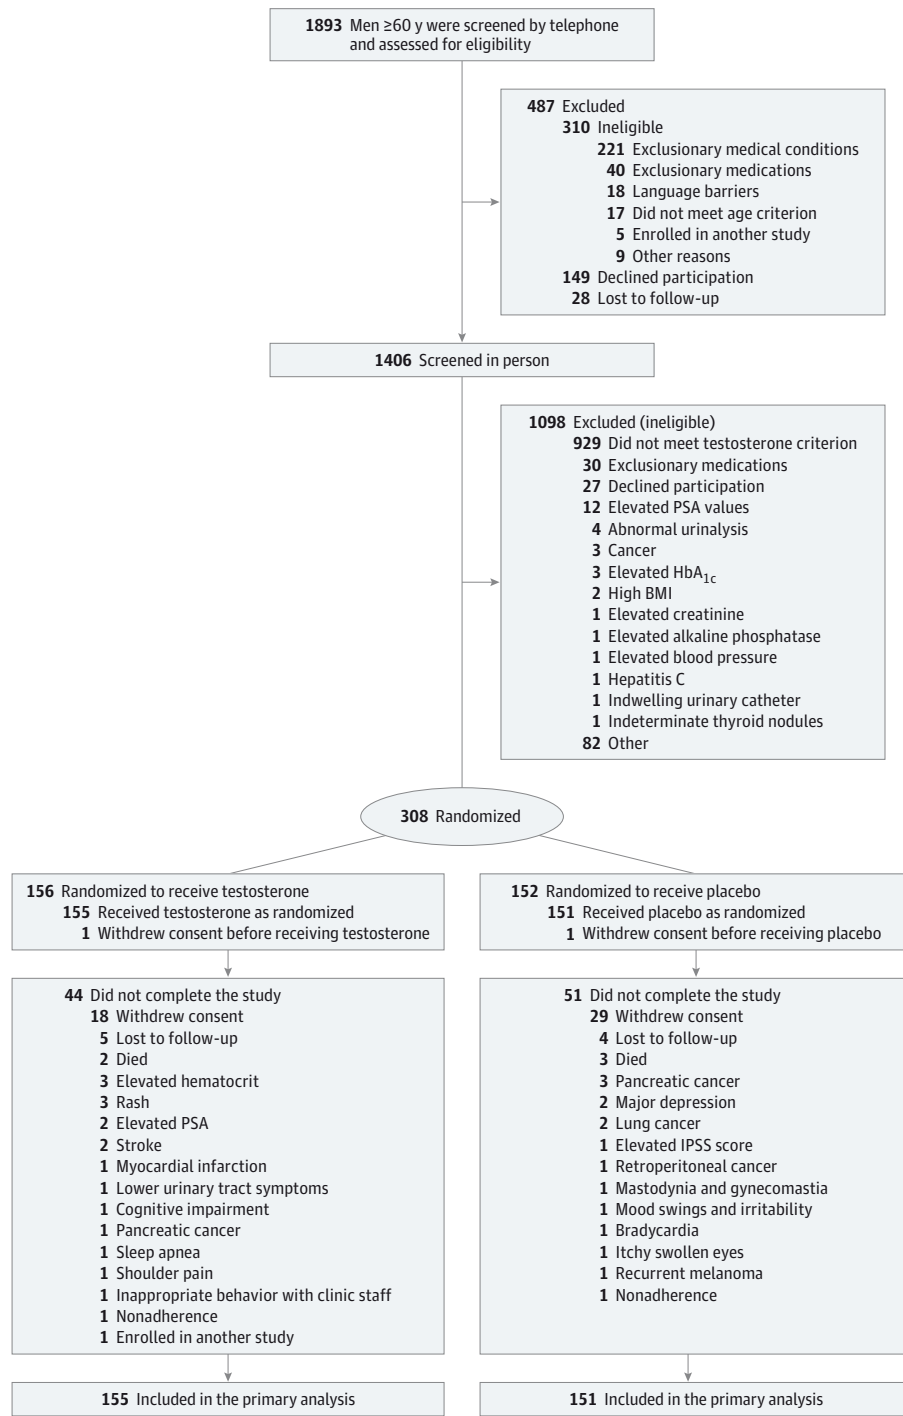 1893 Men ≥60 y were screened by telephone
and assessed for eligibility
487 Excluded
310 Ineligible
221 Exclusionary medical conditions
40 Exclusionary medications
18 Language barriers
17 Did not meet age criterion
5 Enrolled in another study
9 Other reasons
149 Declined participation
28 Lost to follow-up
1406 Screened in person
1098 Excluded (ineligible)
929 Did not meet testosterone criterion
30 Exclusionary medications
27 Declined participation
12 Elevated PSA values
4 Abnormal urinalysis
3 Cancer
3 Elevated HbA1c
2 High BMI
1 Elevated creatinine
1 Elevated alkaline phosphatase
1 Elevated blood pressure
1 Hepatitis C
1 Indwelling urinary catheter
1 Indeterminate thyroid nodules
82 Other
308 Randomized
156 Randomized to receive testosterone
155 Received testosterone as randomized
1 Withdrew consent before receiving testosterone
152 Randomized to receive placebo
151 Received placebo as randomized
1 Withdrew consent before receiving placebo
44 Did not complete the study
18 Withdrew consent
5 Lost to follow-up
2 Died
3 Elevated hematocrit
3 Rash
2 Elevated PSA
2 Stroke
1 Myocardial infarction
1 Lower urinary tract symptoms
1 Cognitive impairment
1 Pancreatic cancer
1 Sleep apnea
1 Shoulder pain
1 Inappropriate behavior with clinic staff
1 Nonadherence
1 Enrolled in another study
51 Did not complete the study
29 Withdrew consent
4 Lost to follow-up
3 Died
3 Pancreatic cancer
2 Major depression
2 Lung cancer
1 Elevated IPSS score
1 Retroperitoneal cancer
1 Mastodynia and gynecomastia
1 Mood swings and irritability
1 Bradycardia
1 Itchy swollen eyes
1 Recurrent melanoma
1 Nonadherence
155 Included in the primary analysis
151 Included in the primary analysis